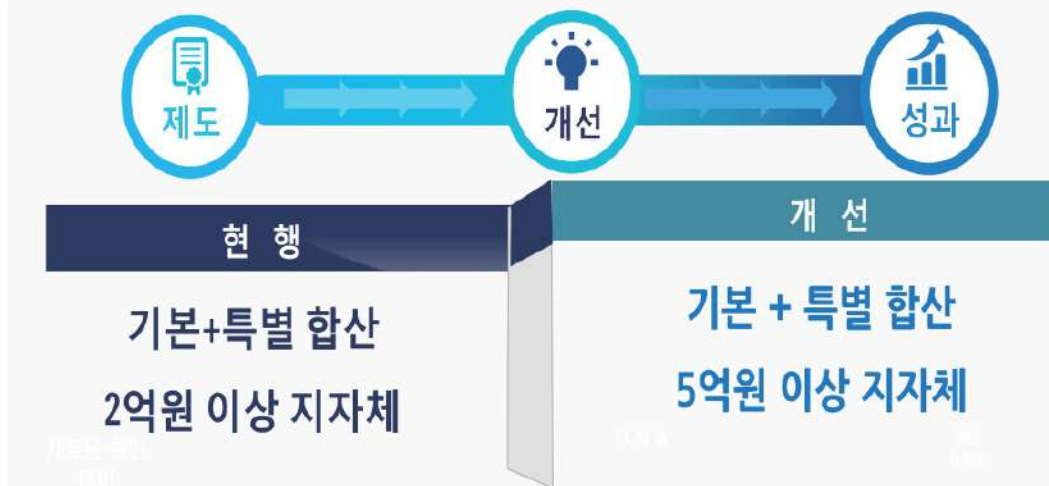 제도
개선
성과
현 행
개 선
기본+특별 합산
2억원 이상 지자체
기본 + 특별 합산
5억원 이상 지자체